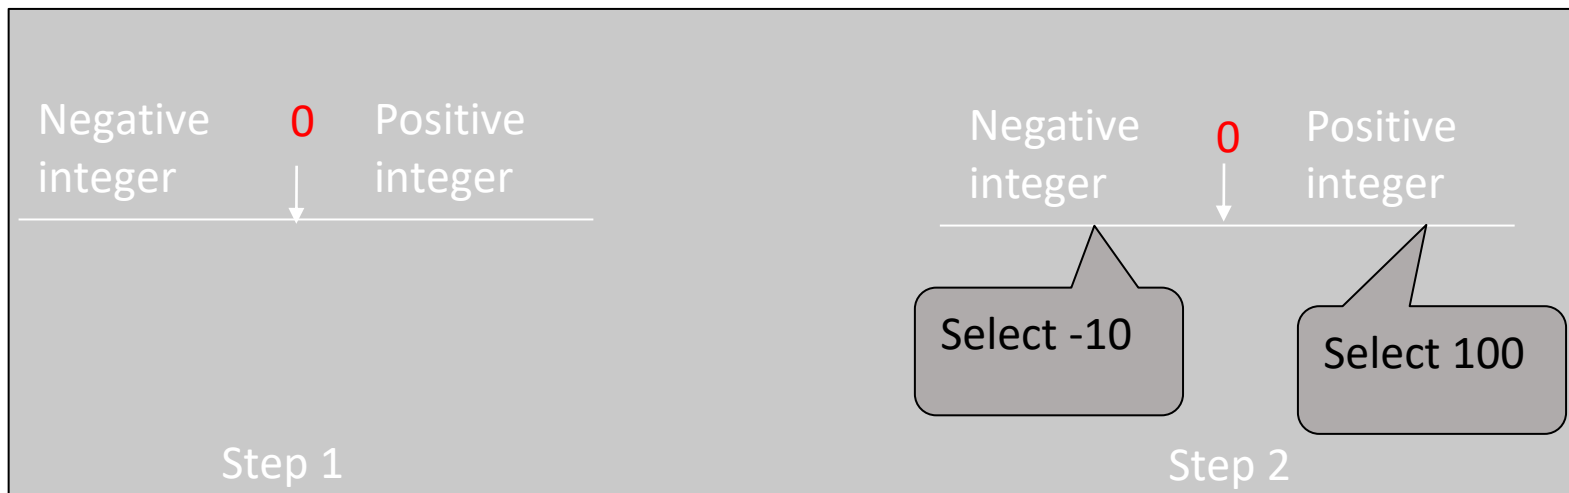 Negative
integer
0
Positive
integer
Step 1
Negative
integer
0
Positive
integer
Select -10
Select 100
Step 2